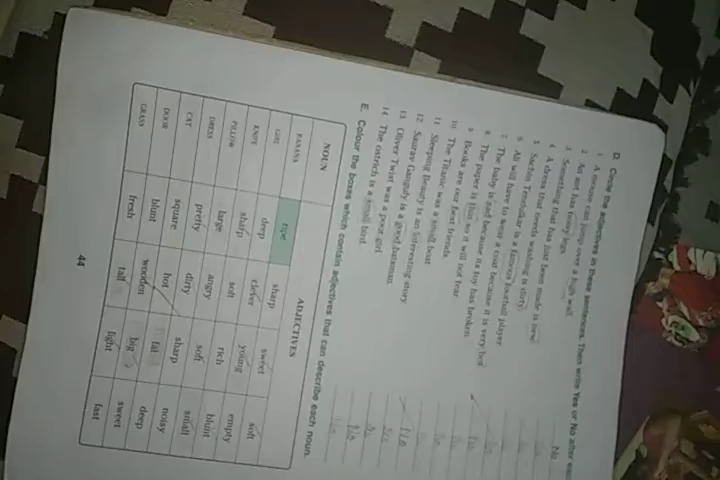 D. Circle the adjectives in these sentences. Then write Yes or No after
1 A mouse can jump over a high wall.
2 An ant has heavy legs.
3 Something that has just been made is new.
4 A dress that needs washing is dirty.
No
5 Sachin Tendulkar is a famous football player.
6 Ali will have to wear a coat because it is very hot
7 The baby is sad because its toy has broken
8 The paper is thin so it will not tear
9 Books are our best friends.
10 The Titanic was a small boat
11 Sleeping Beauty is an interesting story
12 Saurav Ganguly is a good batsman
13 Oliver Twist was a poor girl
14 The ostrich is a small bird.
E. Colour the boxes which contain adjectives that can describe each noun.
NOUN ADJECTIVES
BANANA ripe sharp sweet soft
GIRL deep clever young empty
KNIFE sharp soft rich blunt
PILLOW large angry soft small
DRESS pretty dirty sharp noisy
CAT square hot fat deep
DOOR blunt wooden big sweet
GRASS fresh tall light fast
44